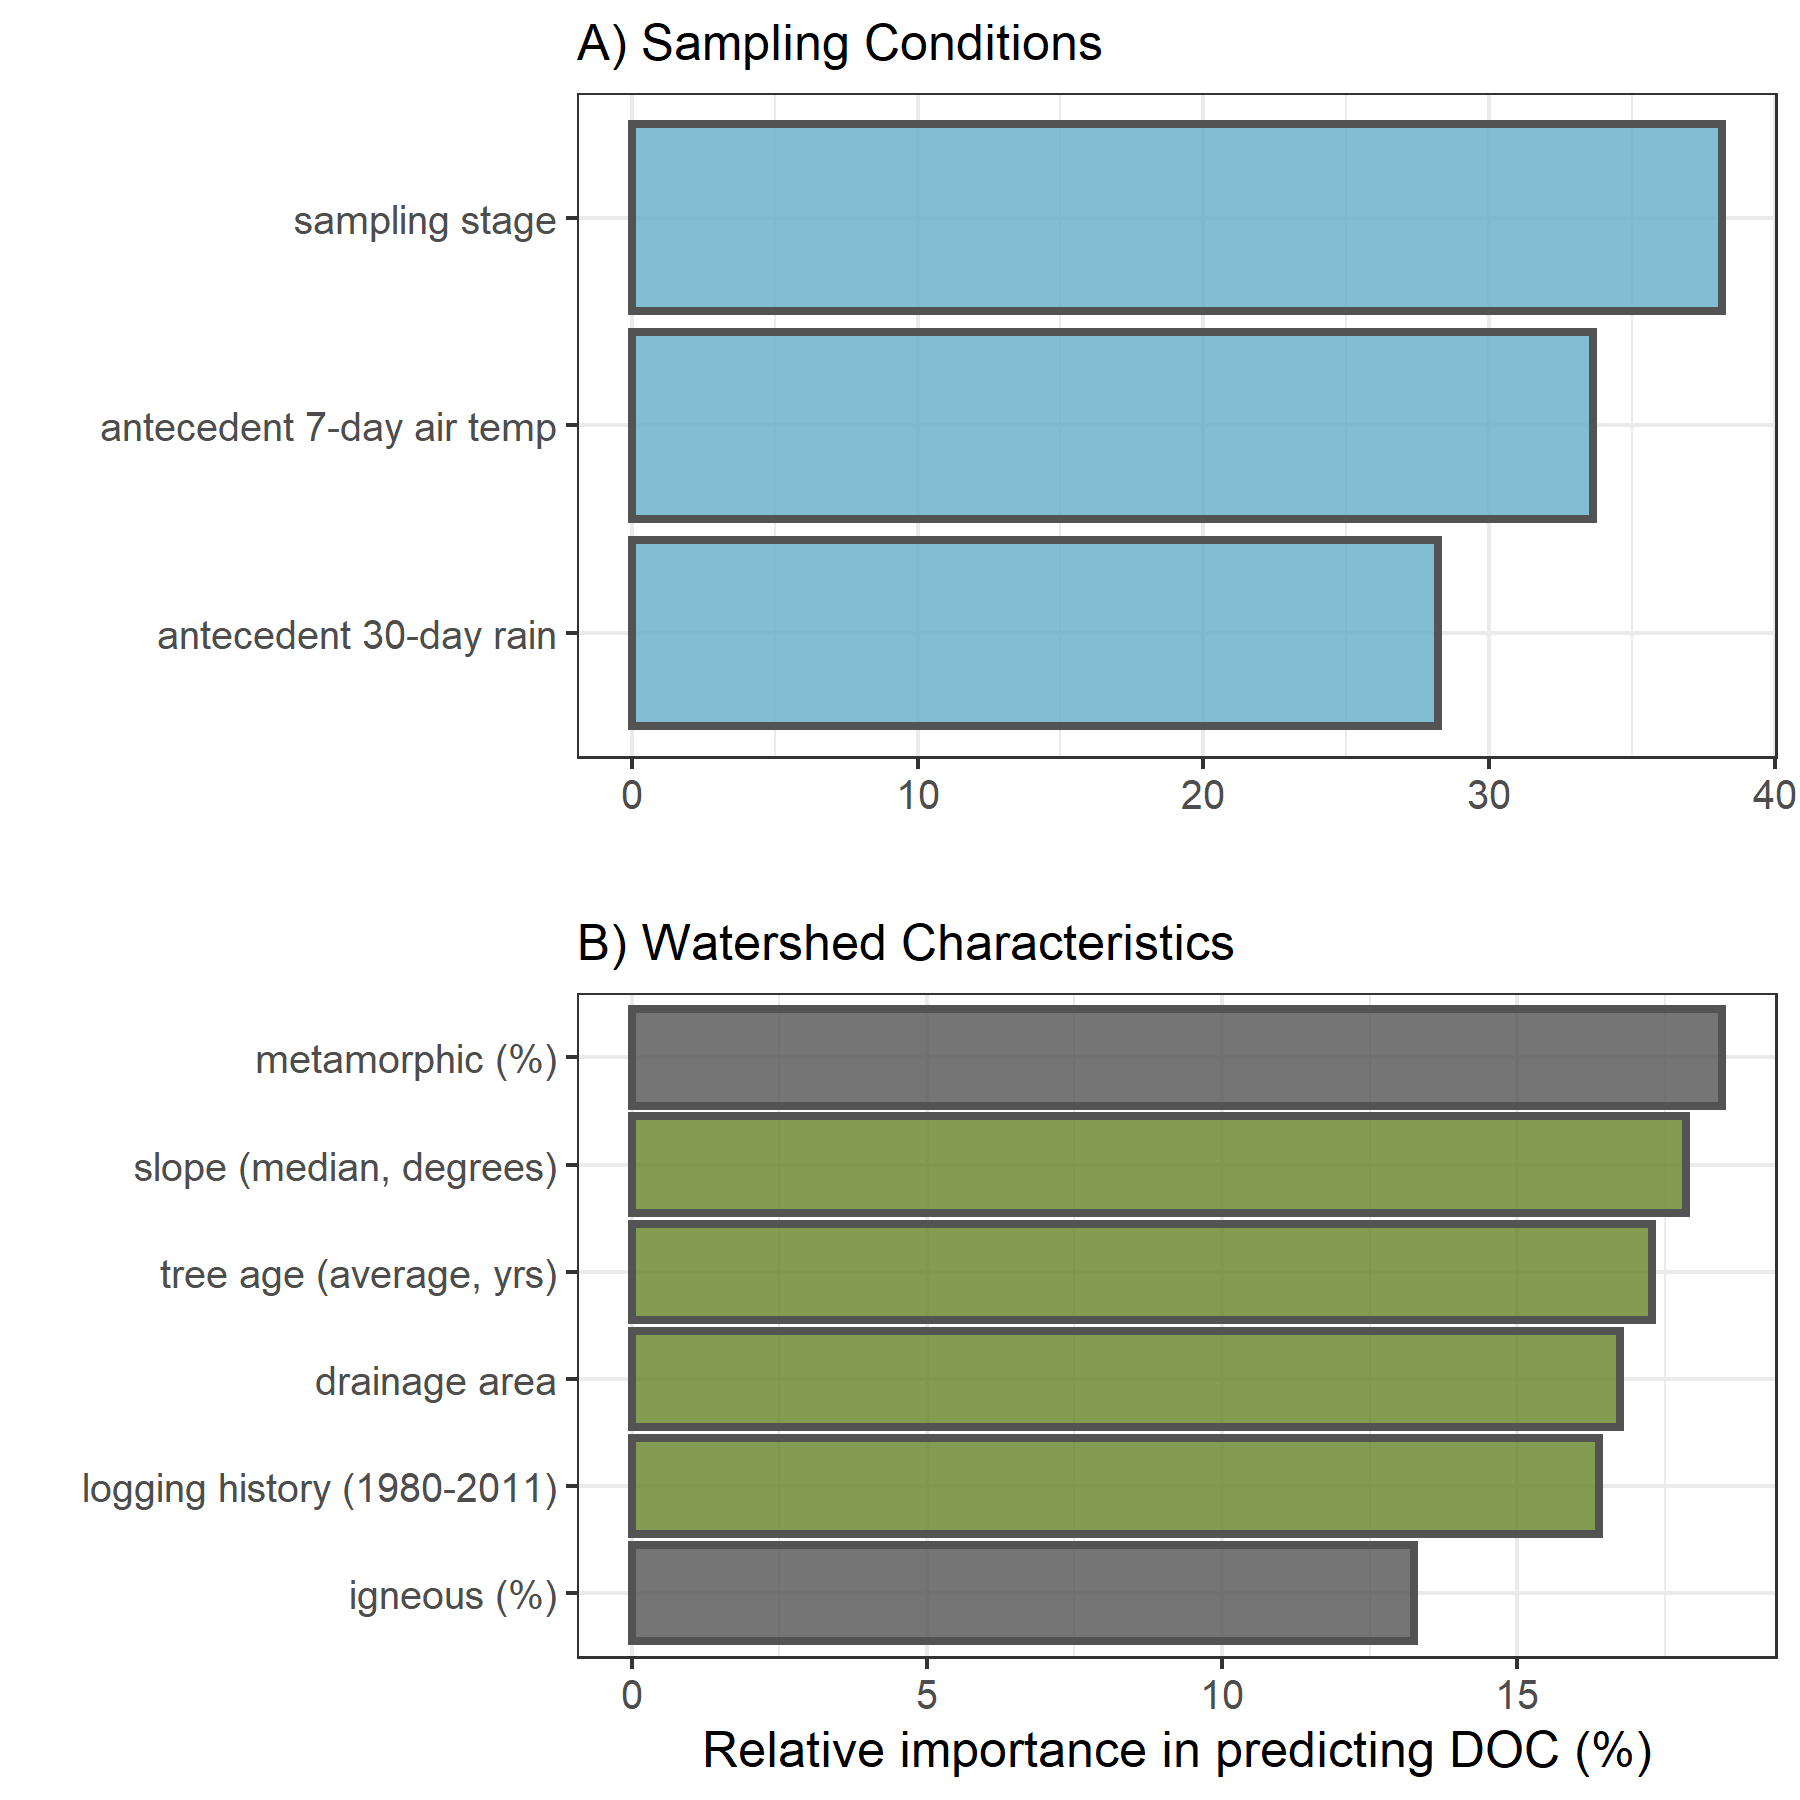 A) Sampling Conditions
sampling stage
antecedent 7-day air temp
antecedent 30-day rain
0 10 20 30 40
B) Watershed Characteristics
metamorphic (%)
slope (median, degrees)
tree age (average, yrs)
drainage area
logging history (1980-2011)
igneous (%)
0 5 10 15
Relative importance in predicting DOC (%)